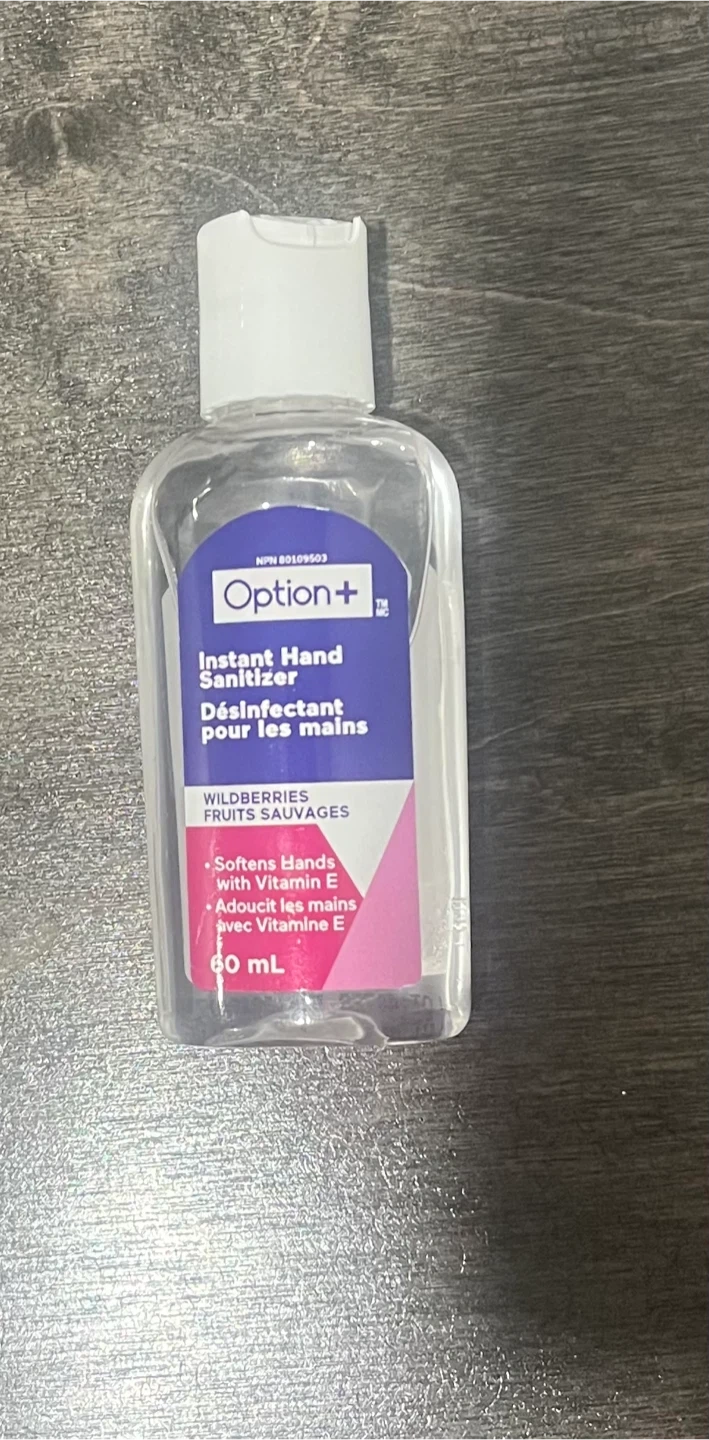 NPN 80109503
Option+
TM
MC
Instant Hand
Sanitizer
Désinfectant
pour les mains
WILDBERRIES
FRUITS SAUVAGES
• Softens Hands
with Vitamin E
• Adoucit les mains
avec Vitamine E
60 mL